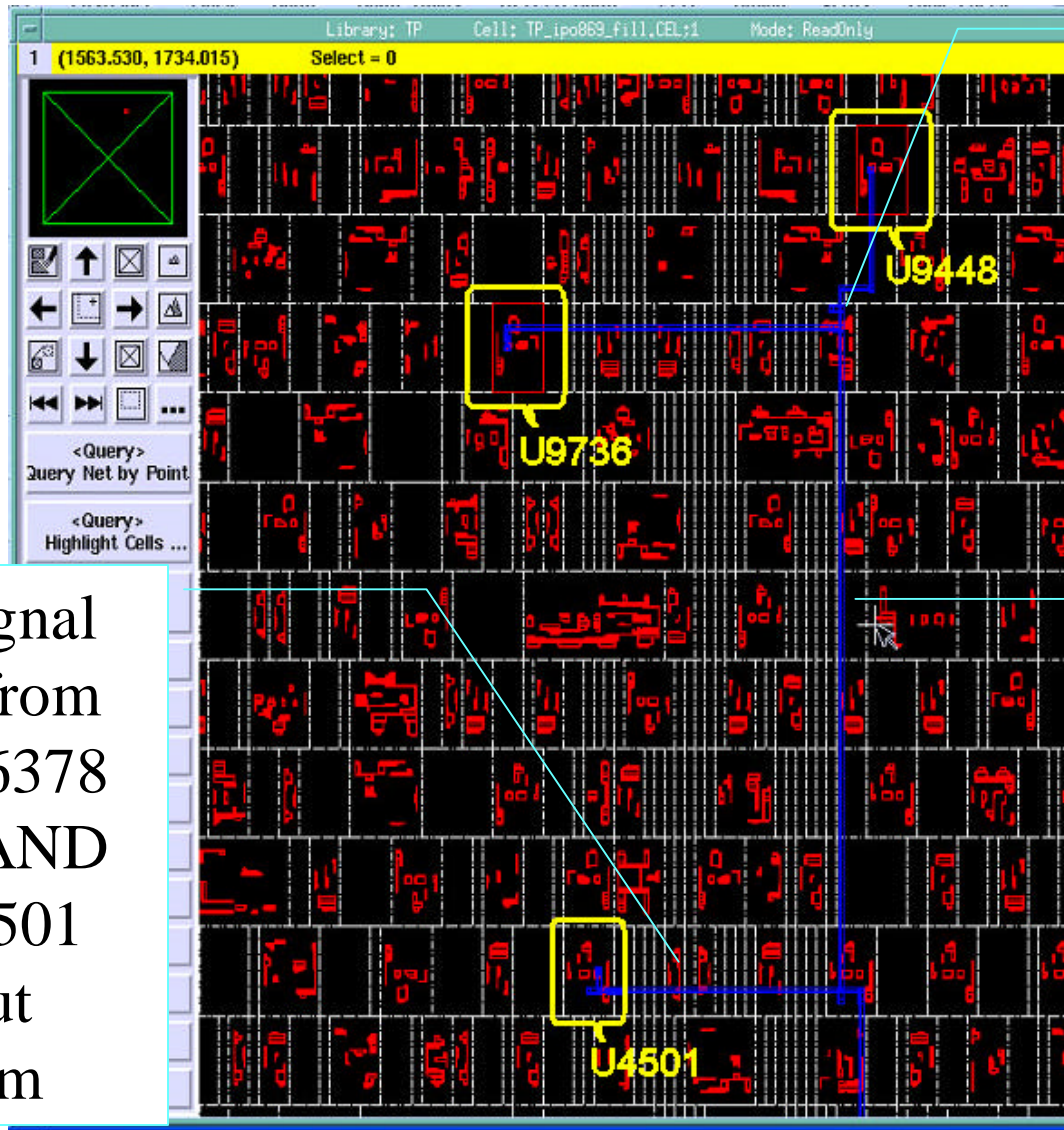 Library: TP Cell: TP_ipo869_fill.CEL;1 Mode: ReadOnly
1 (1563.530, 1734.015) Select = 0
U9448
U9736
<Query>
Query Net by Point
<Query>
Highlight Cells ...
gnal
from
6378
AND
501
ut
m
U4501